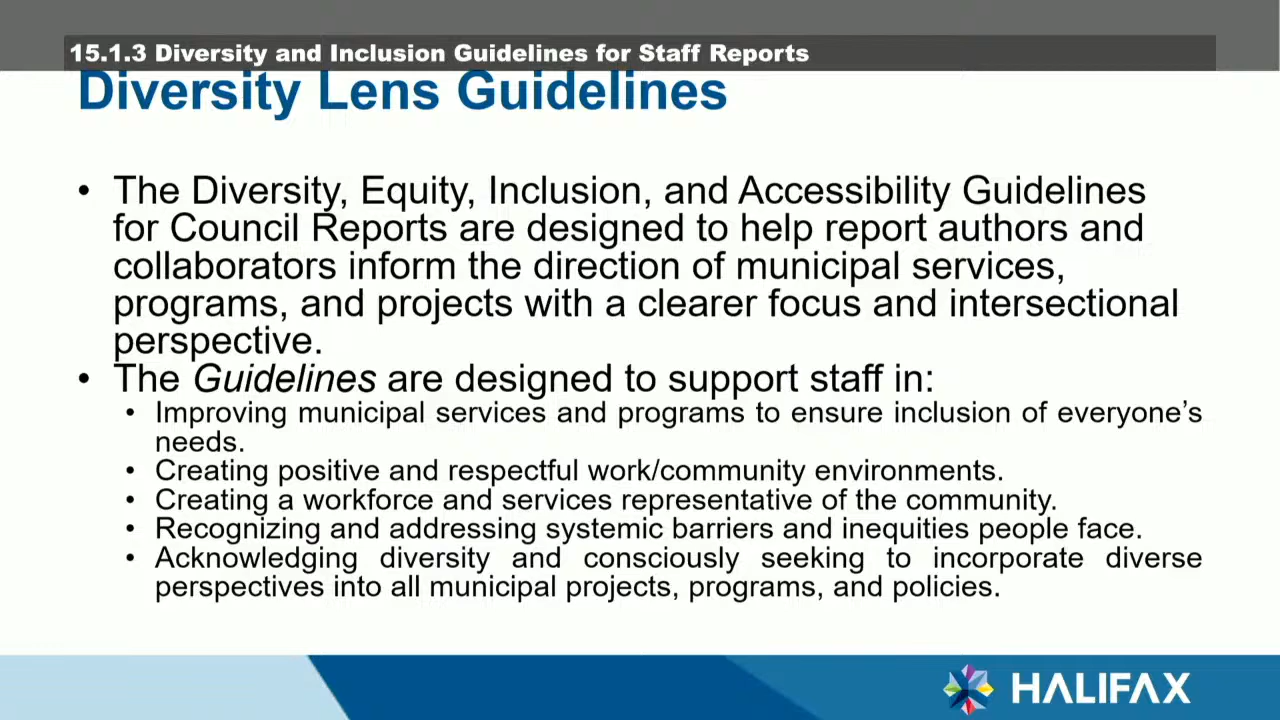 15.1.3 Diversity and Inclusion Guidelines for Staff Reports
Diversity Lens Guidelines
• The Diversity, Equity, Inclusion, and Accessibility Guidelines
for Council Reports are designed to help report authors and
collaborators inform the direction of municipal services,
programs, and projects with a clearer focus and intersectional
perspective.
• The Guidelines are designed to support staff in:
• Improving municipal services and programs to ensure inclusion of everyone’s
needs.
• Creating positive and respectful work/community environments.
• Creating a workforce and services representative of the community.
• Recognizing and addressing systemic barriers and inequities people face.
• Acknowledging diversity and consciously seeking to incorporate diverse
perspectives into all municipal projects, programs, and policies.
HALIFAX